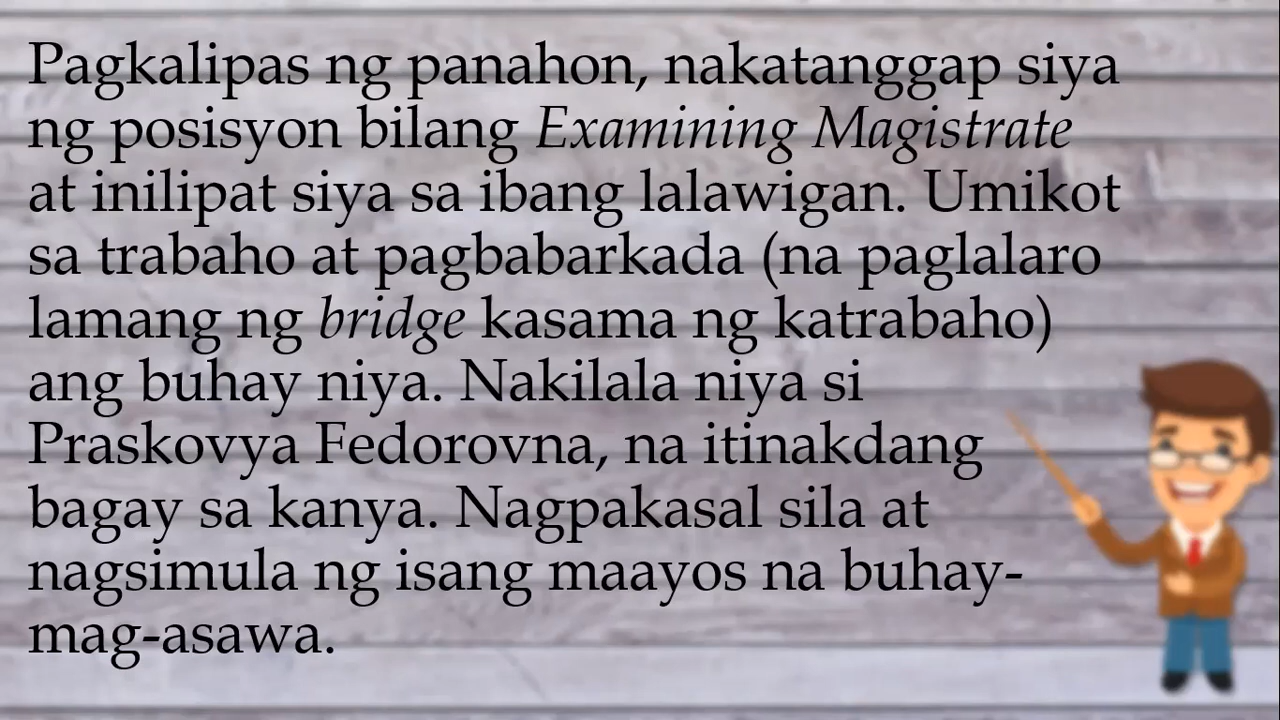 Pagkalipas ng panahon, nakatanggap siya
ng posisyon bilang Examining Magistrate
at inilipat siya sa ibang lalawigan. Umikot
sa trabaho at pagbabarkada (na paglalaro
lamang ng bridge kasama ng katrabaho)
ang buhay niya. Nakilala niya si
Praskovya Fedorovna, na itinakdang
bagay sa kanya. Nagpakasal sila at
nagsimula ng isang maayos na buhay-
mag-asawa.